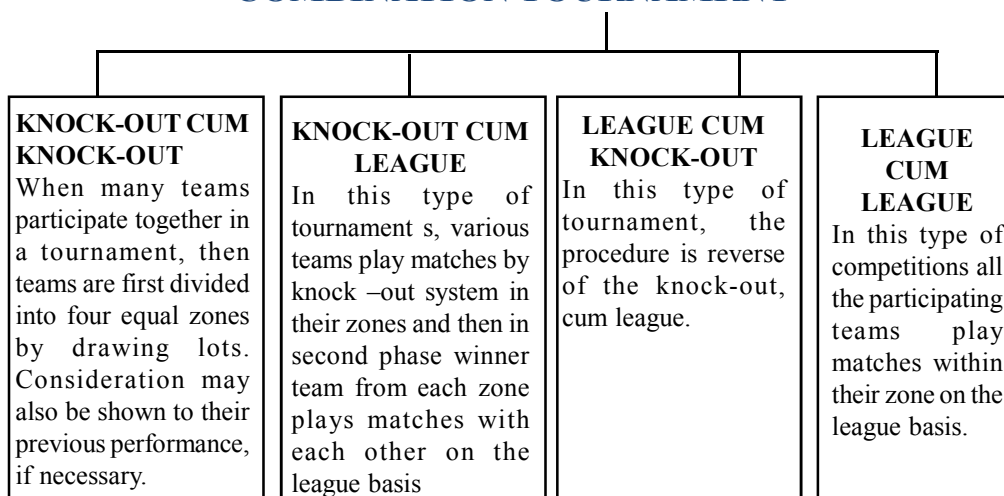 COMBINATION TOURNAMENT
KNOCK-OUT CUM
KNOCK-OUT
When many teams
participate together in
a tournament, then
teams are first divided
into four equal zones
by drawing lots.
Consideration may
also be shown to their
previous performance,
if necessary.
KNOCK-OUT CUM
LEAGUE
In this type of
tournament s, various
teams play matches by
knock –out system in
their zones and then in
second phase winner
team from each zone
plays matches with
each other on the
league basis
LEAGUE CUM
KNOCK-OUT
In this type of
tournament, the
procedure is reverse
of the knock-out,
cum league.
LEAGUE
CUM
LEAGUE
In this type of
competitions all
the participating
teams play
matches within
their zone on the
league basis.